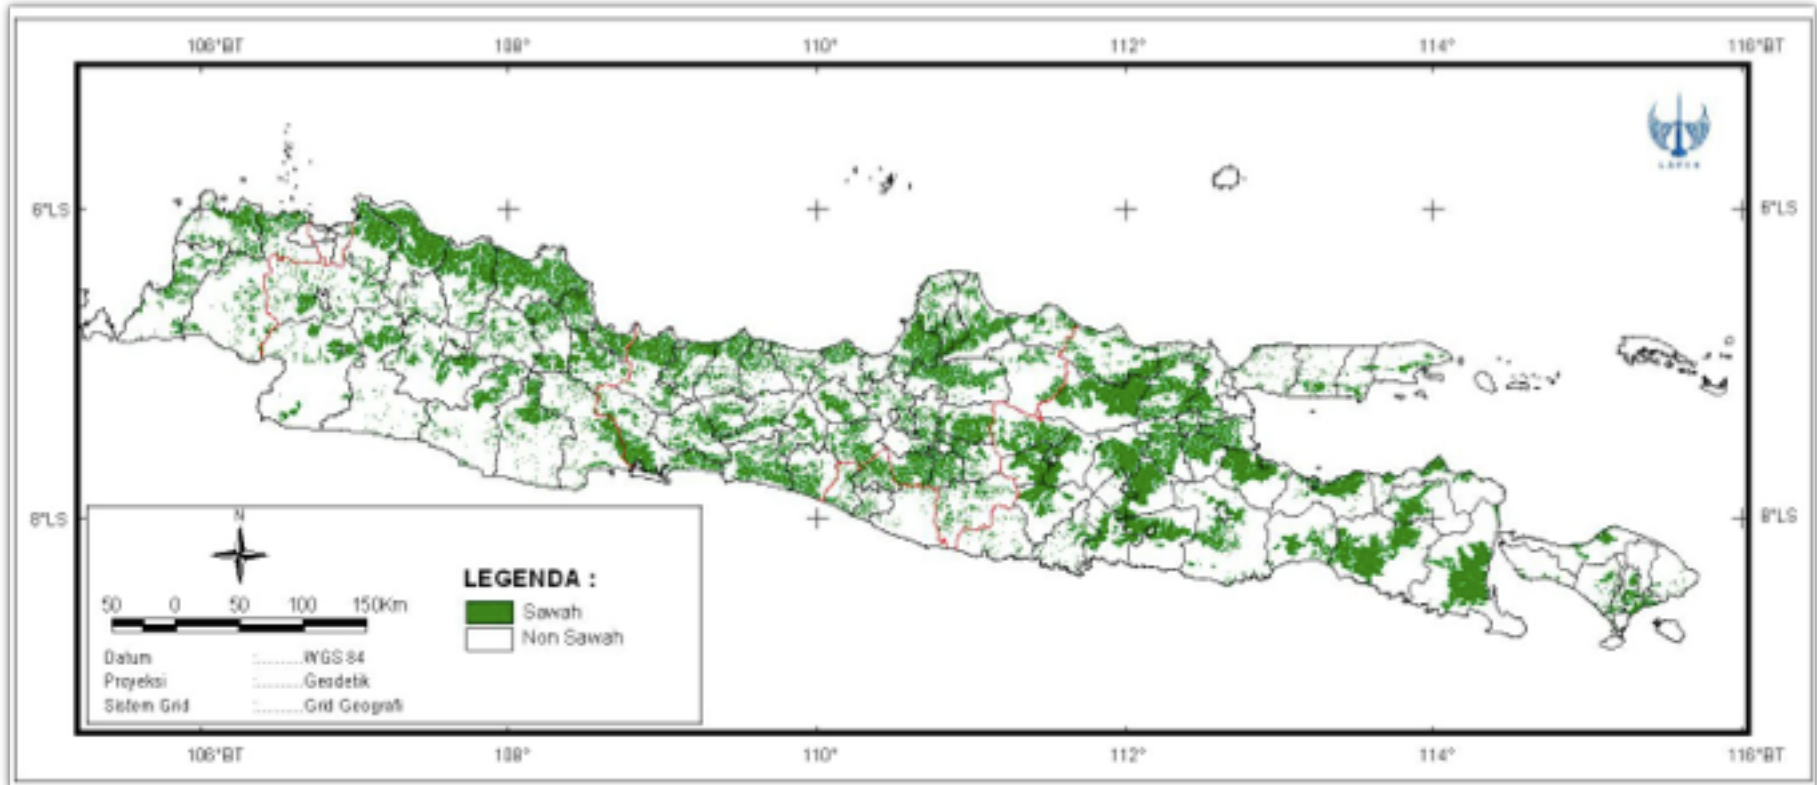 106°BT 108° 110° 112° 114° 116°BT
LAPAN
6°LS 6°LS
8°LS 8°LS
N
50 0 50 100 150Km
LEGENDA :
Sawah
Non Sawah
Datum :..........WGS 84
Proyeksi :..........Geodetik
Sistem Grid :..........Grid Geografi
106°BT 108° 110° 112° 114° 116°BT